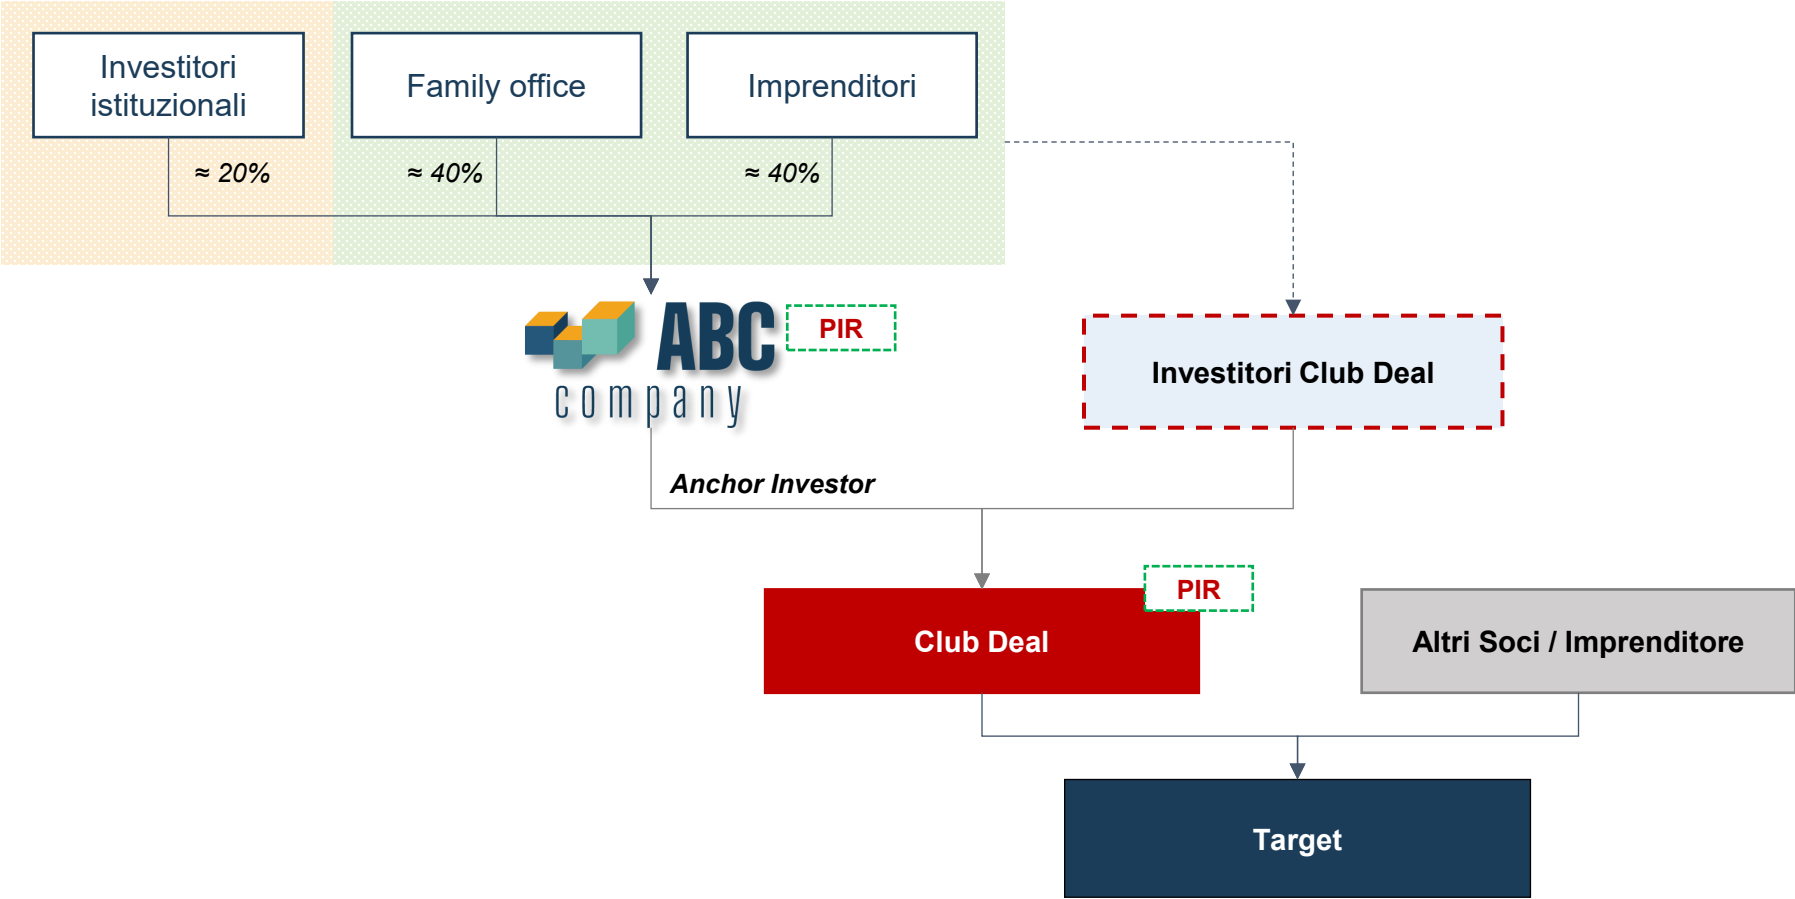 Investitori
istituzionali
Family office
Imprenditori
≈ 20%
≈ 40%
≈ 40%
ABC
company
PIR
Investitori Club Deal
Anchor Investor
PIR
Club Deal
Altri Soci / Imprenditore
Target